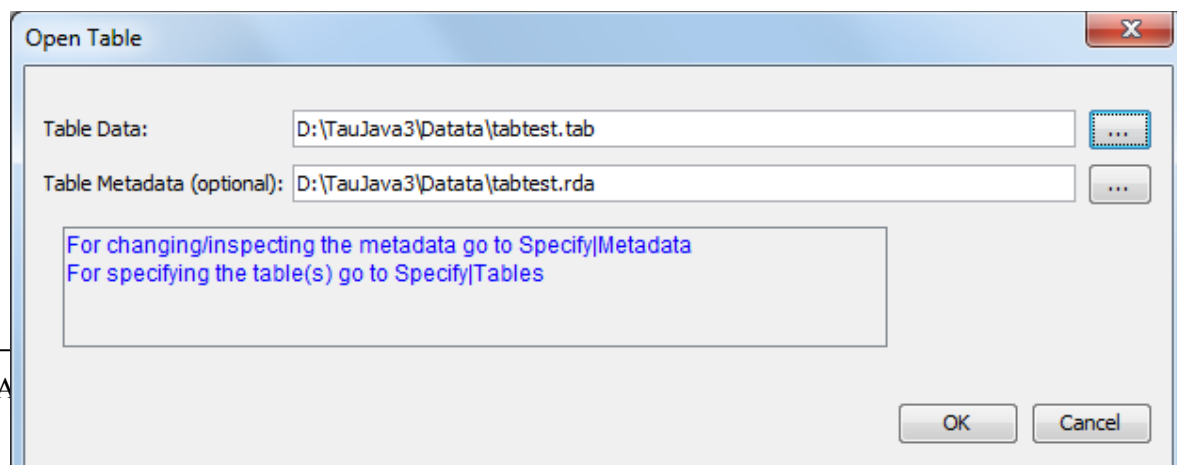 Open Table
Table Data: D:\TauJava3\Datata\tabtest.tab ...
Table Metadata (optional): D:\TauJava3\Datata\tabtest.rda ...
For changing/inspecting the metadata go to Specify|Metadata
For specifying the table(s) go to Specify|Tables
A
OK Cancel